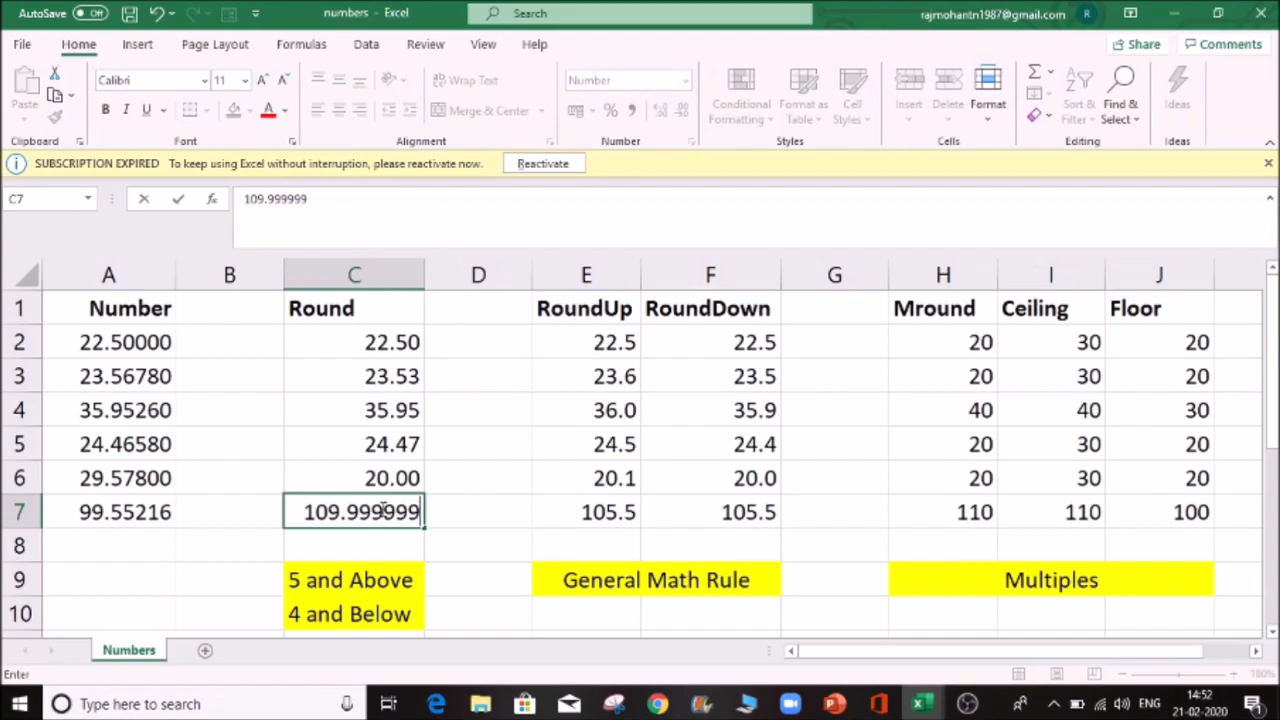 AutoSave Off numbers - Excel Search rajmohantn1987@gmail.com R
File Home Insert Page Layout Formulas Data Review View Help Share Comments
Paste Calibri 11 A A Wrap Text Number Conditional Formatting Format as Table Cell Styles Insert Delete Format Sort & Filter Find & Select Ideas
B I U A Merge & Center % ,
Clipboard Font Alignment Number Styles Cells Editing Ideas
SUBSCRIPTION EXPIRED To keep using Excel without interruption, please reactivate now. Reactivate
C7 fx 109.999999
A B C D E F G H I J
1 Number Round RoundUp RoundDown Mround Ceiling Floor
2 22.50000 22.50 22.5 22.5 20 30 20
3 23.56780 23.53 23.6 23.5 20 30 20
4 35.95260 35.95 36.0 35.9 40 40 30
5 24.46580 24.47 24.5 24.4 20 30 20
6 29.57800 20.00 20.1 20.0 20 30 20
7 99.55216 109.999999 105.5 105.5 110 110 100
8
9 5 and Above General Math Rule Multiples
10 4 and Below
Numbers
Enter 100%
Type here to search ENG 14:52
21-02-2020 1